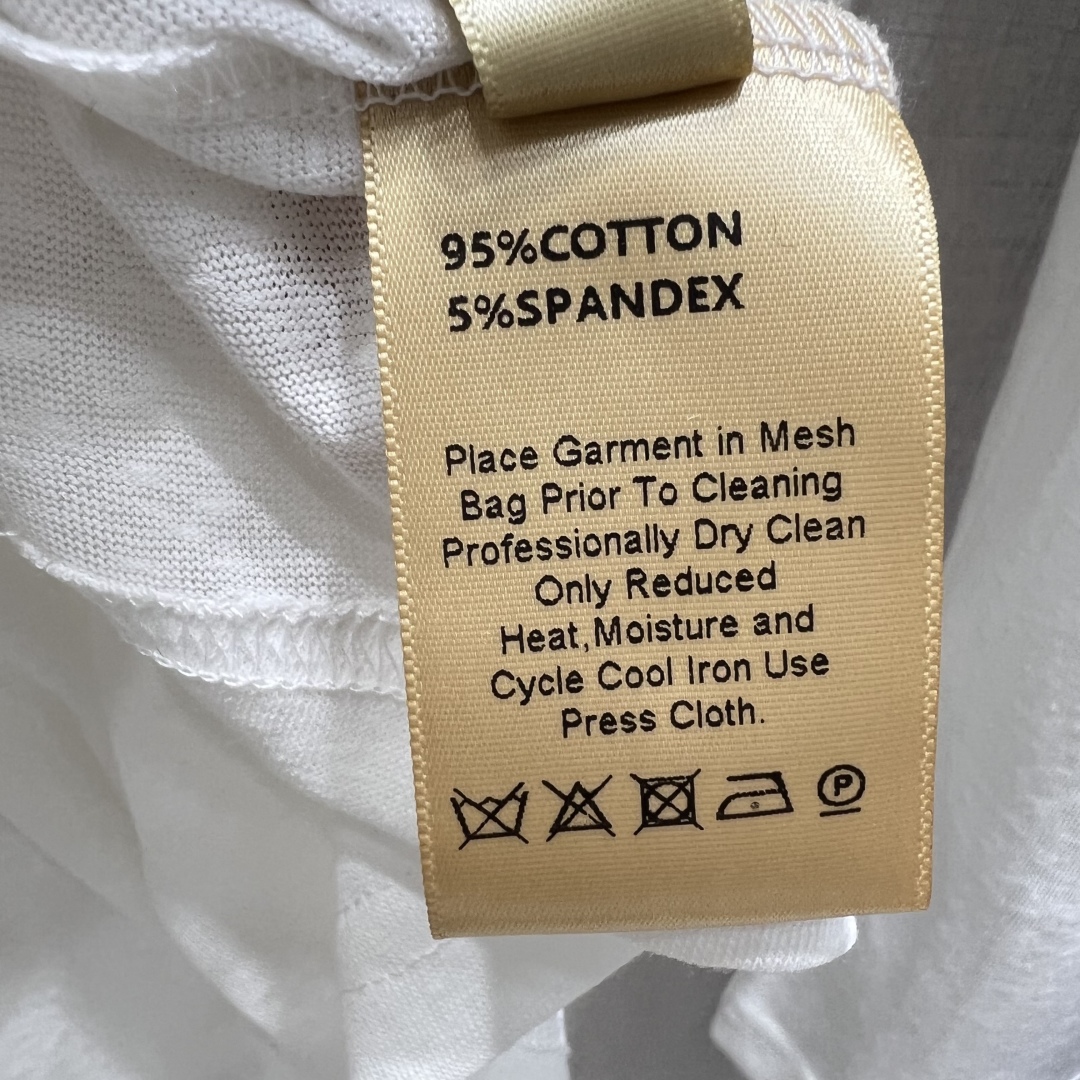 95%COTTON
5%SPANDEX
Place Garment in Mesh
Bag Prior To Cleaning
Professionally Dry Clean
Only Reduced
Heat,Moisture and
Cycle Cool Iron Use
Press Cloth.
P